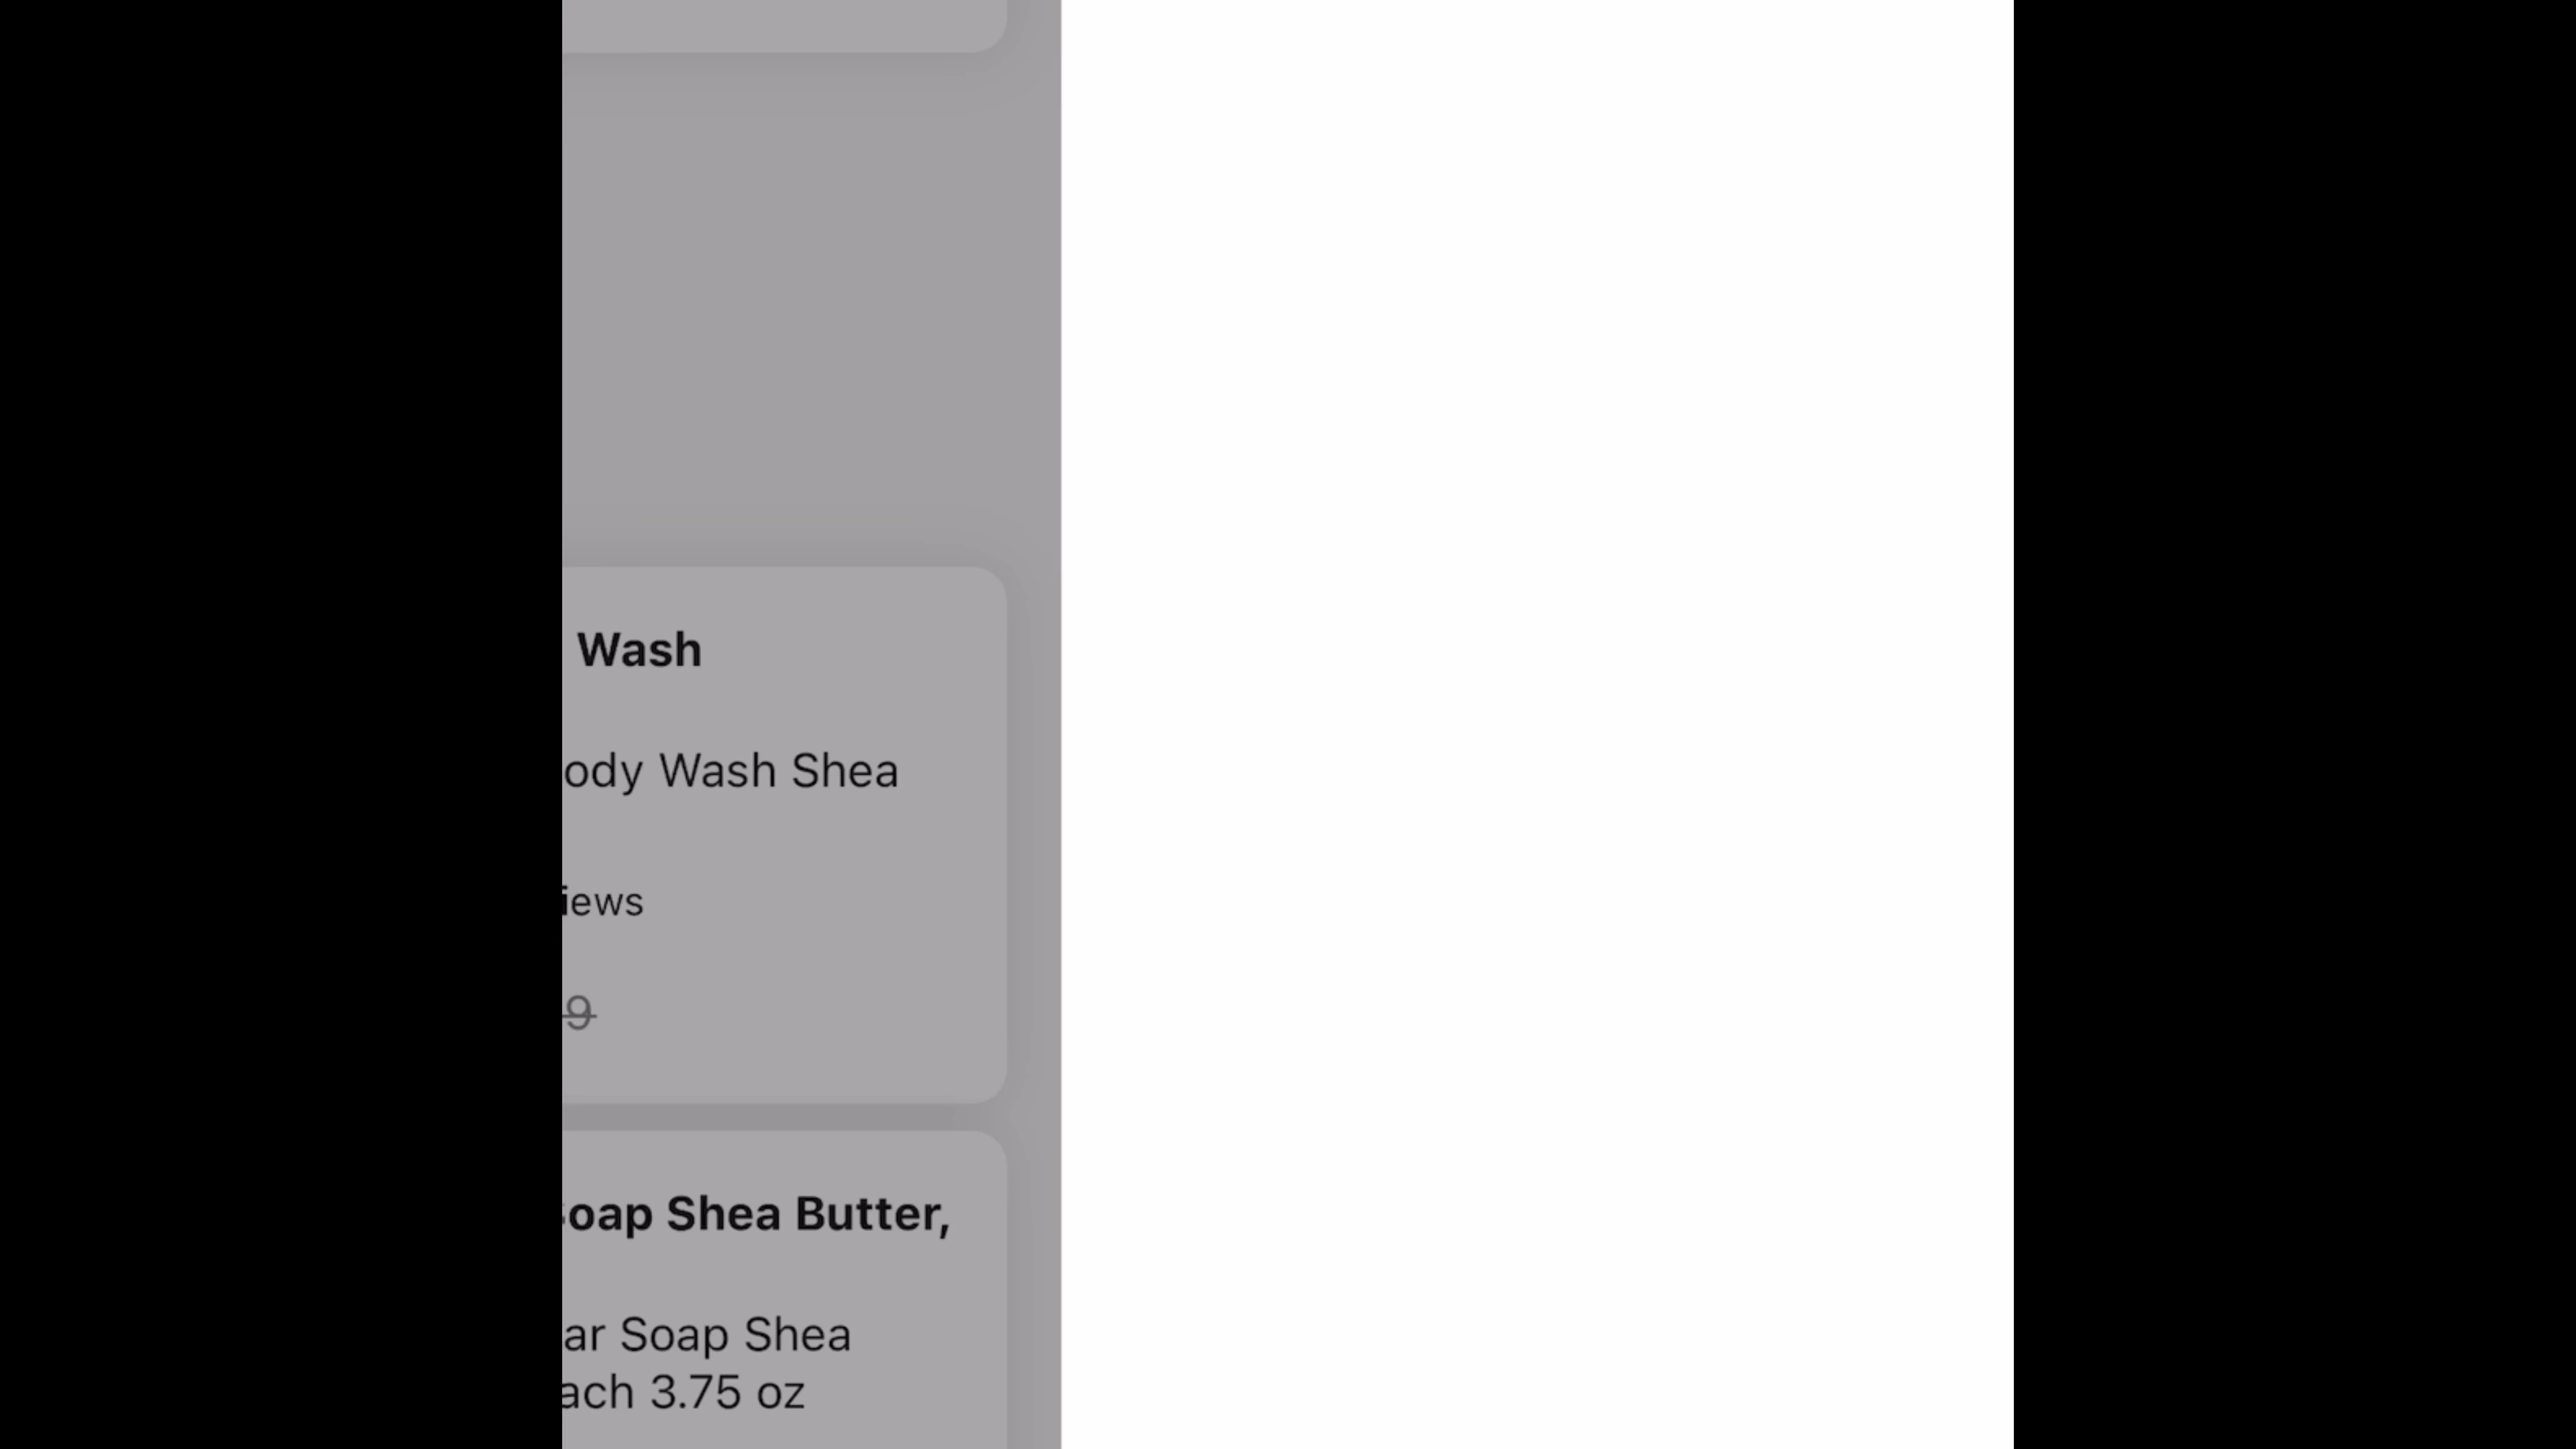 Wash
ody Wash Shea
iews
9
oap Shea Butter,
ar Soap Shea
ach 3.75 oz